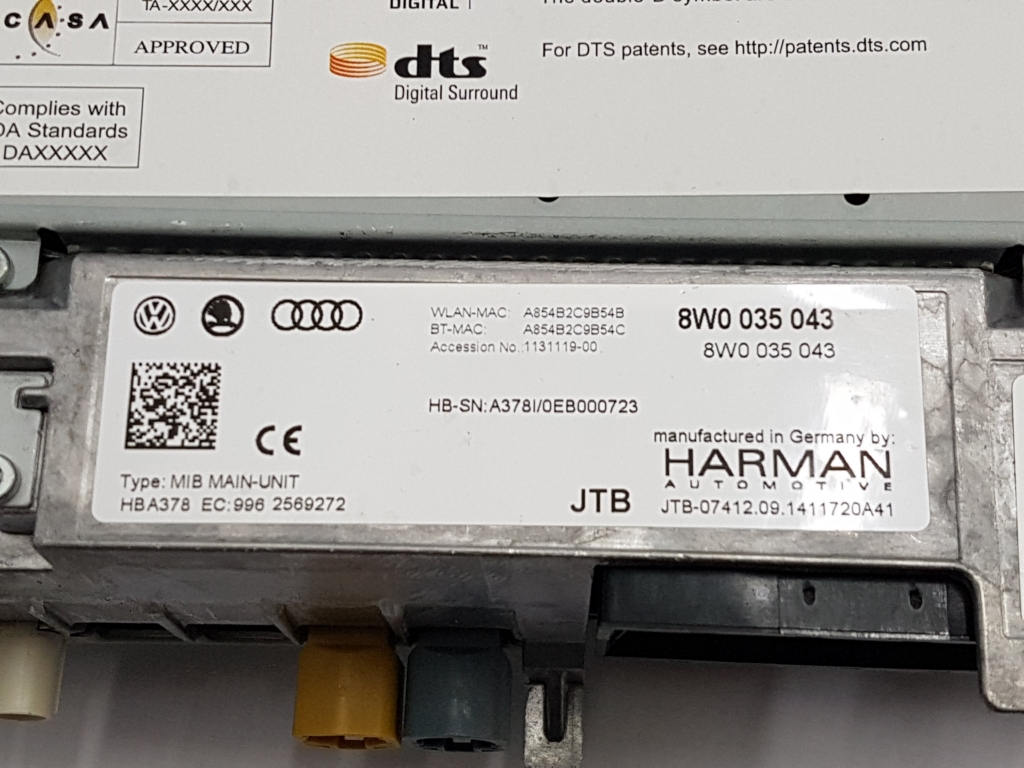 CASA
TA-XXXX/XXX
APPROVED
Complies with
DA Standards
DAXXXXX
DIGITAL
dts™
Digital Surround
For DTS patents, see http://patents.dts.com
WLAN-MAC: A854B2C9B54B
BT-MAC: A854B2C9B54C
Accession No.:1131119-00
8W0 035 043
8W0 035 043
HB-SN:A378I/0EB000723
CE
Type: MIB MAIN-UNIT
HBA378 EC:996 2569272
manufactured in Germany by:
HARMAN
AUTOMOTIVE
JTB
JTB-07412.09.1411720A41